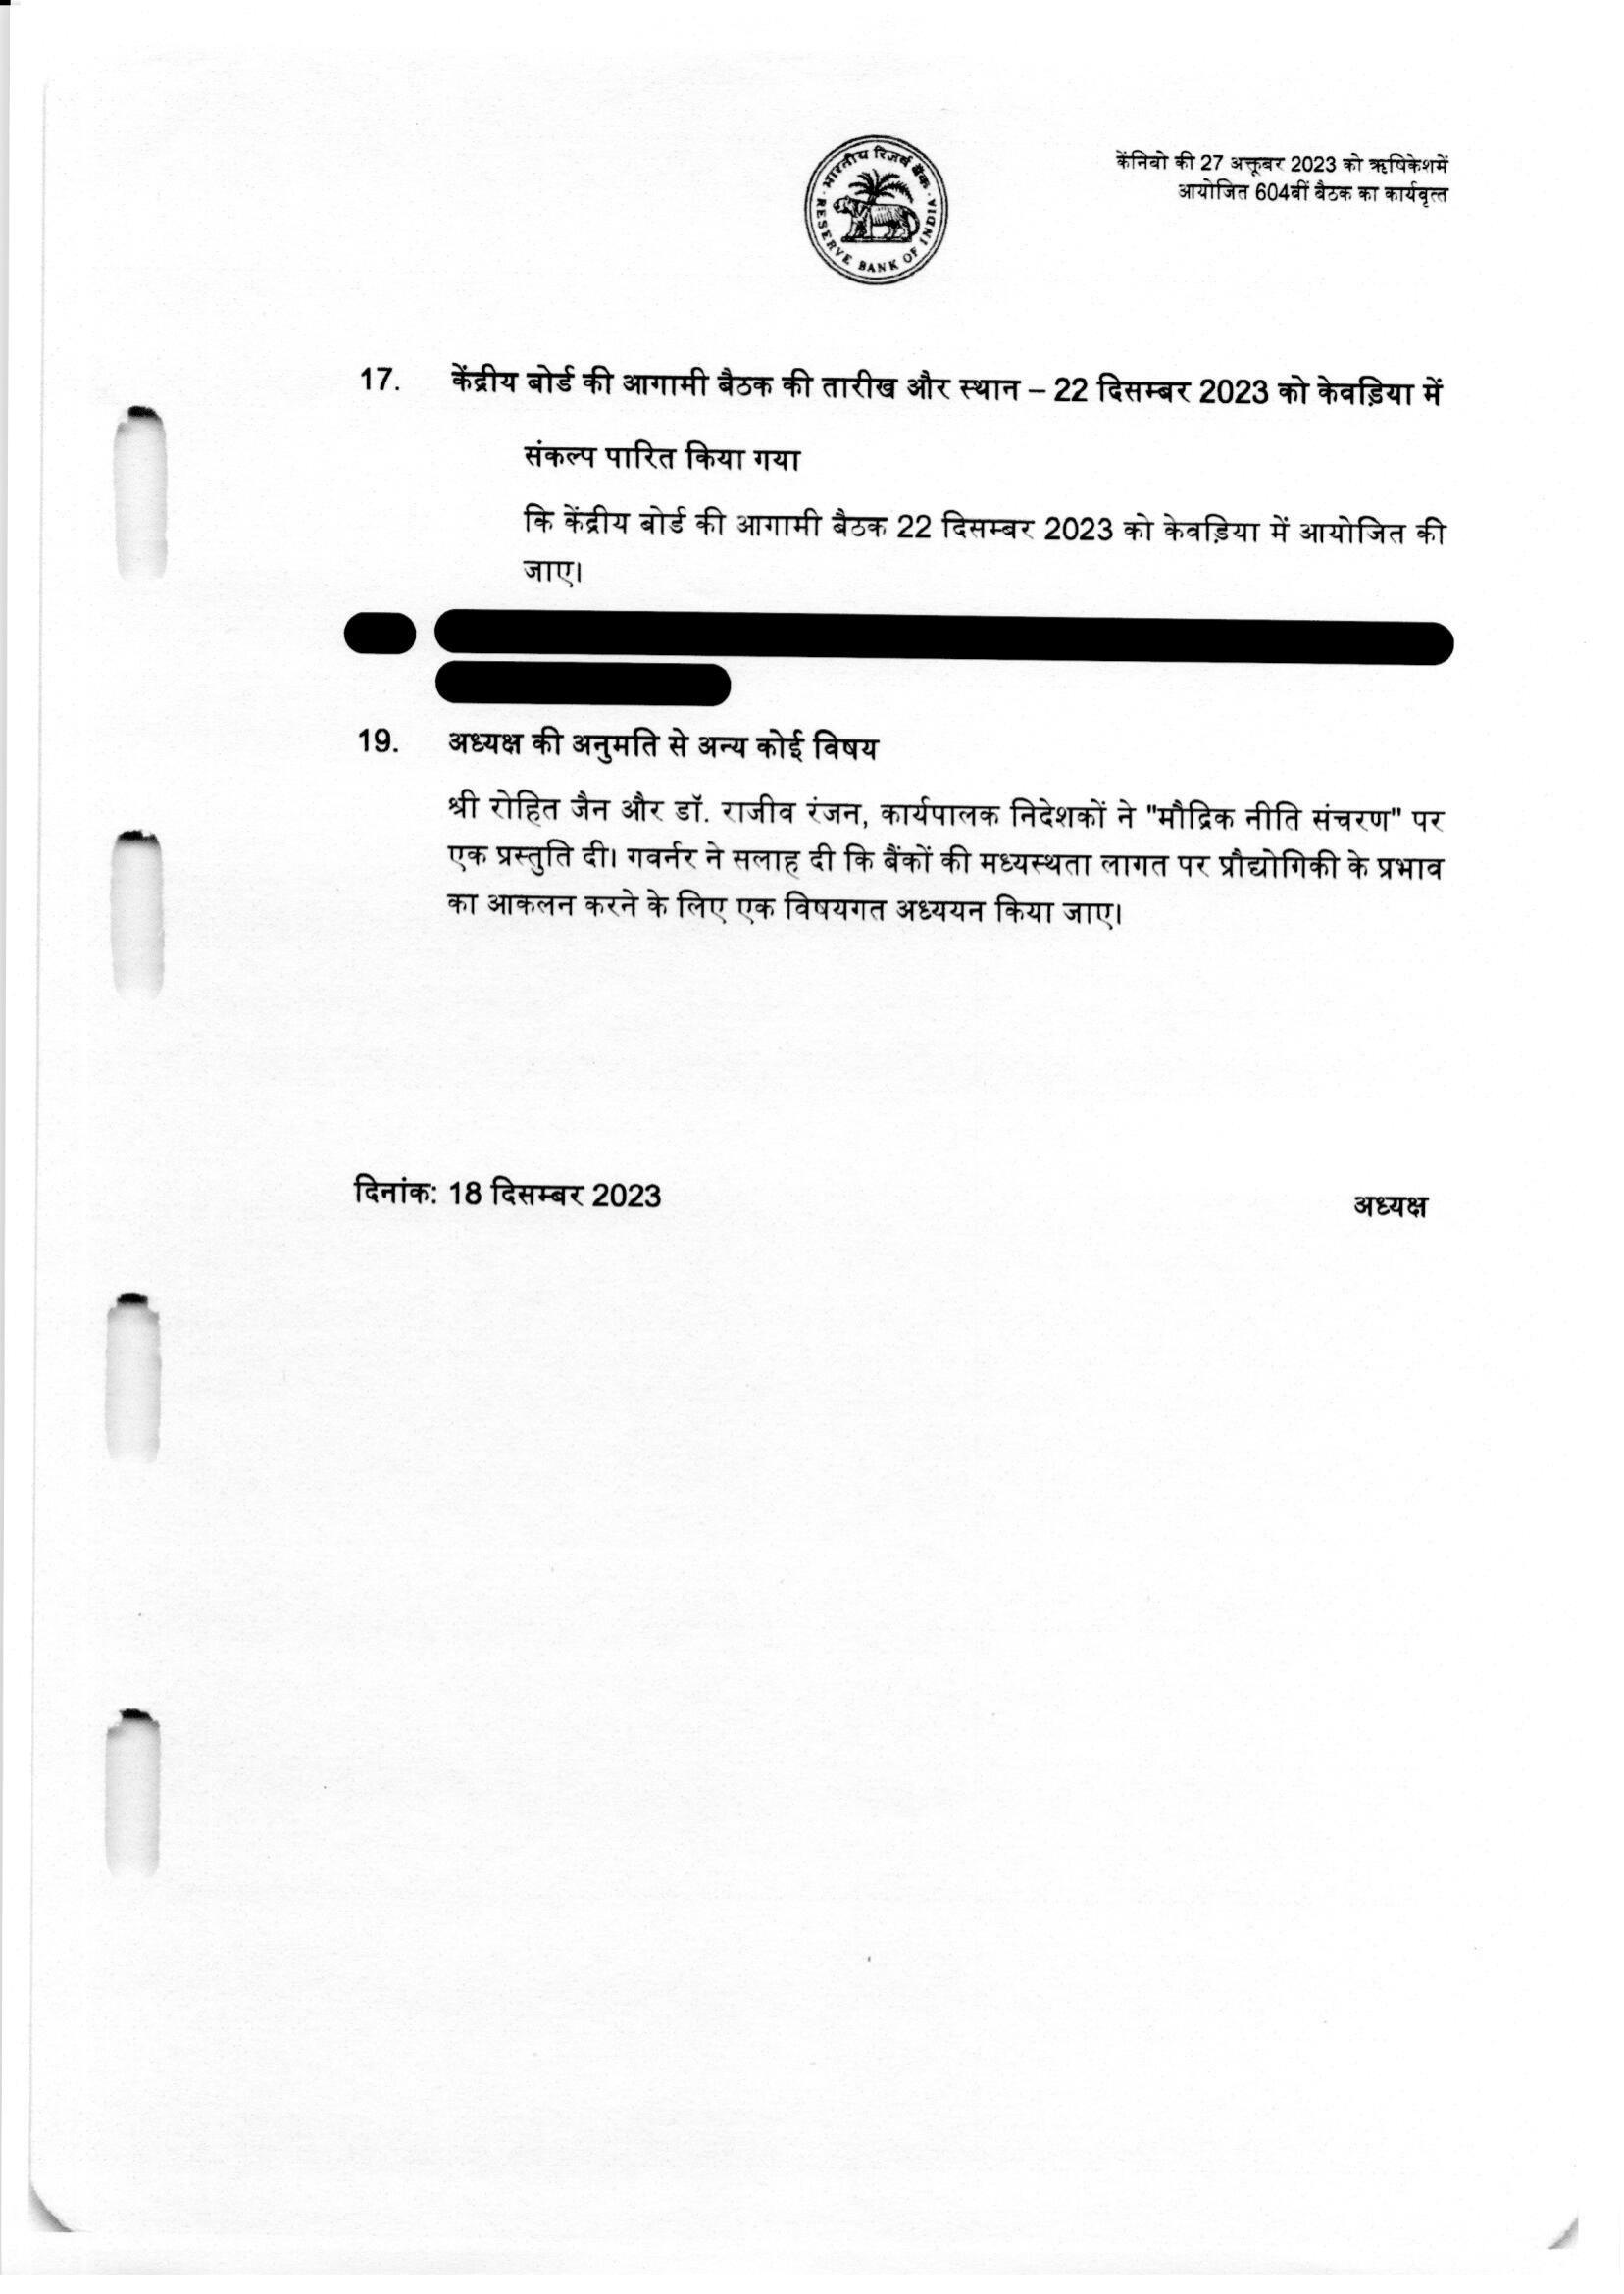 केंनिबो की 27 अक्तूबर 2023 को ऋषिकेशमें
आयोजित 604वीं बैठक का कार्यवृत्त
भारतीय रिज़र्व बैंक
RESERVE BANK OF INDIA
17. केंद्रीय बोर्ड की आगामी बैठक की तारीख और स्थान – 22 दिसम्बर 2023 को केवड़िया में
संकल्प पारित किया गया
कि केंद्रीय बोर्ड की आगामी बैठक 22 दिसम्बर 2023 को केवड़िया में आयोजित की
जाए।
19. अध्यक्ष की अनुमति से अन्य कोई विषय
श्री रोहित जैन और डॉ. राजीव रंजन, कार्यपालक निदेशकों ने "मौद्रिक नीति संचरण" पर
एक प्रस्तुति दी। गवर्नर ने सलाह दी कि बैंकों की मध्यस्थता लागत पर प्रौद्योगिकी के प्रभाव
का आकलन करने के लिए एक विषयगत अध्ययन किया जाए।
दिनांक: 18 दिसम्बर 2023
अध्यक्ष